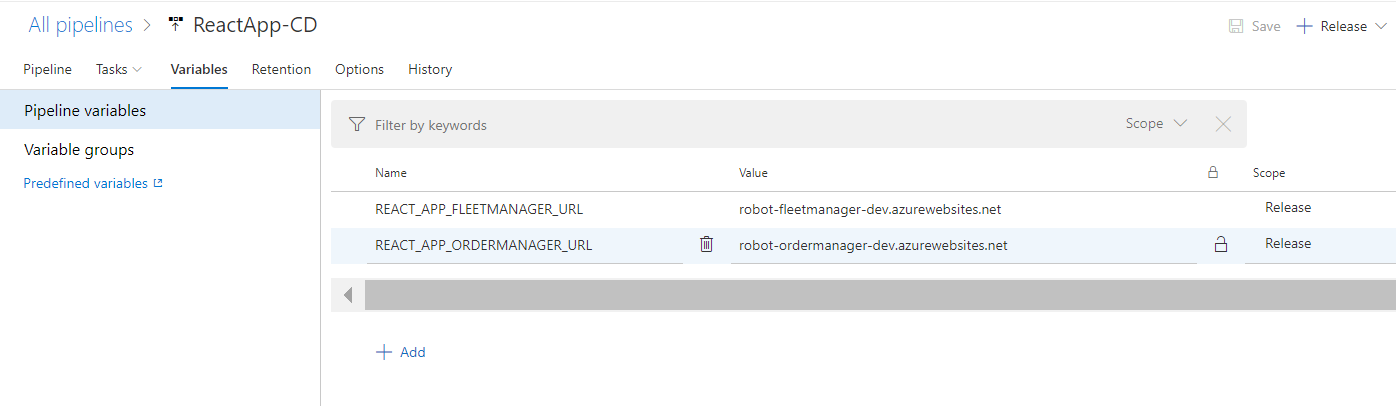 All pipelines > ReactApp-CD
Save
Release
Pipeline Tasks Variables Retention Options History
Pipeline variables
Variable groups
Predefined variables
Filter by keywords
Scope
Name Value Scope
REACT_APP_FLEETMANAGER_URL robot-fleetmanager-dev.azurewebsites.net Release
REACT_APP_ORDERMANAGER_URL robot-ordermanager-dev.azurewebsites.net Release
Add